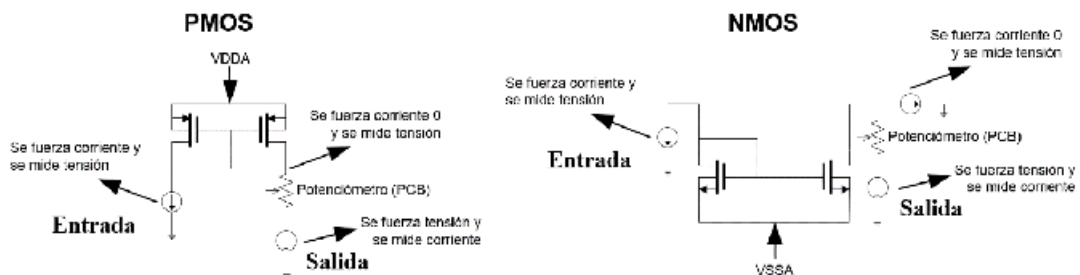 PMOS
VDDA
Se fuerza corriente 0
y se mide tensión
Se fuerza corriente y
se mide tensión
Potenciómetro (PCB)
Entrada
Se fuerza tensión y
se mide corriente
Salida
NMOS
Se fuerza corriente 0
y se mide tensión
Se fuerza corriente y
se mide tensión
Potenciómetro (PCB)
Entrada
Se fuerza tensión y
se mide corriente
Salida
VSSA